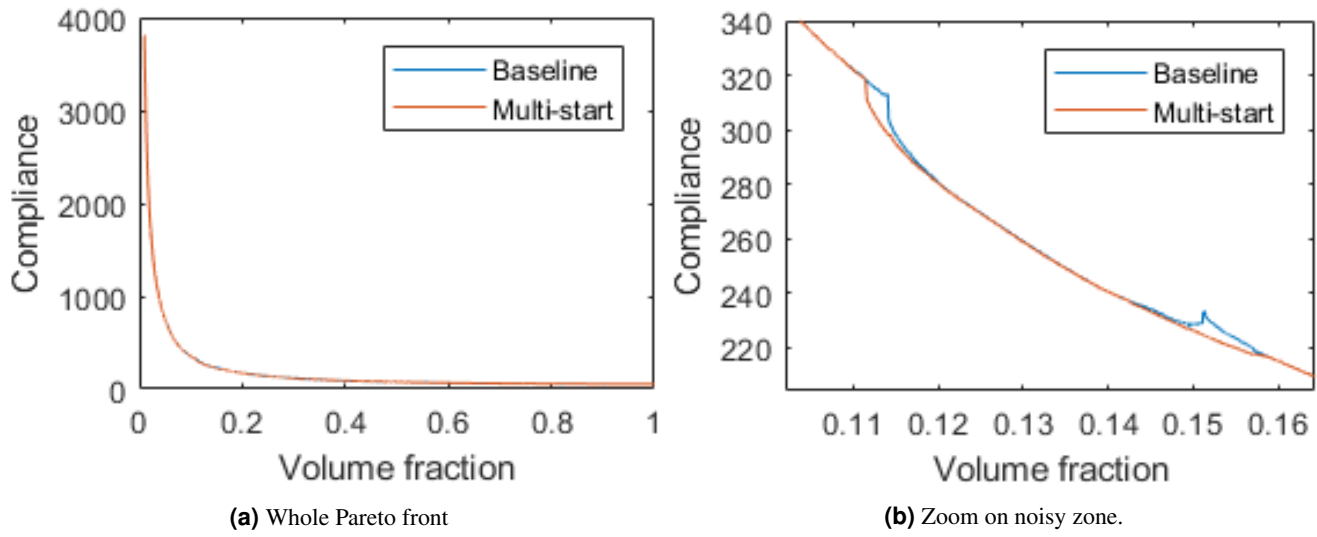 4000
3000
2000
1000
0
Compliance
Baseline
Multi-start
0 0.2 0.4 0.6 0.8 1
Volume fraction
(a) Whole Pareto front
340
320
300
280
260
240
220
Compliance
Baseline
Multi-start
0.11 0.12 0.13 0.14 0.15 0.16
Volume fraction
(b) Zoom on noisy zone.